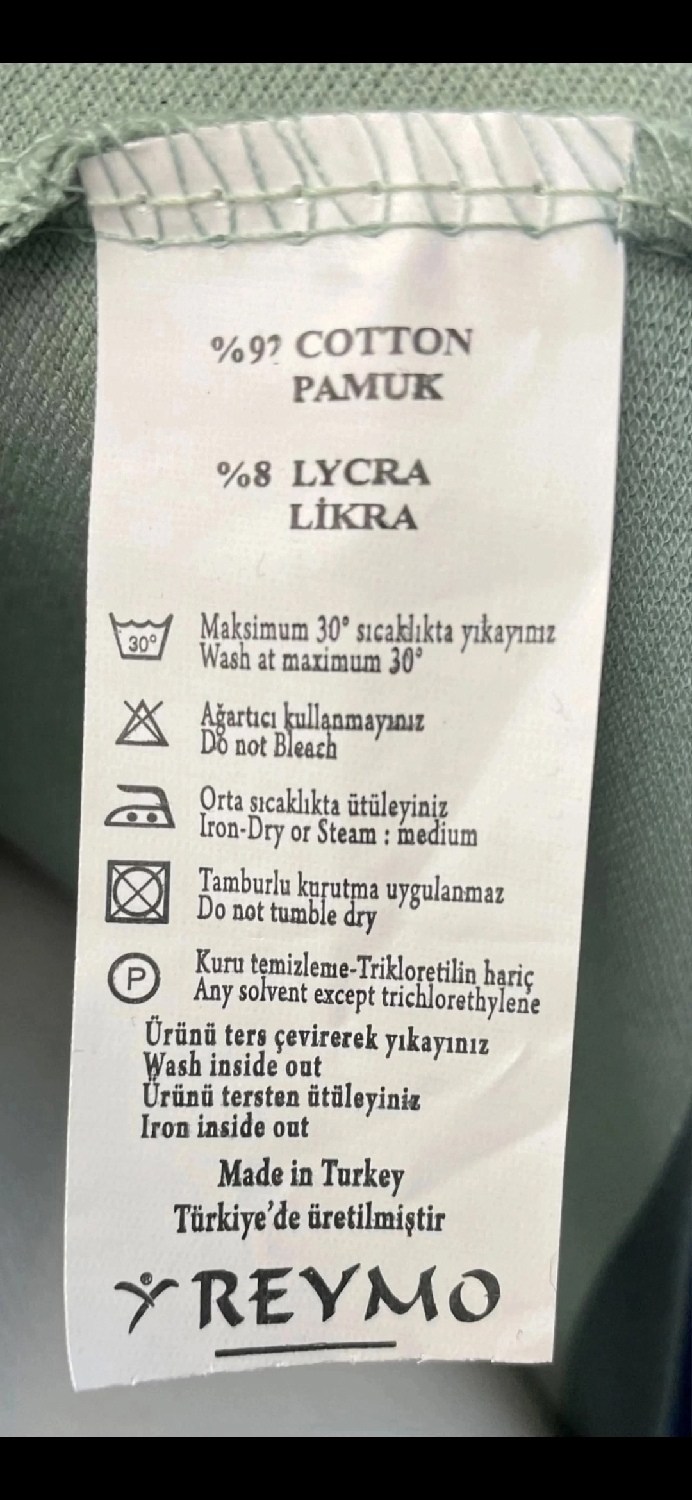 %92 COTTON
PAMUK
%8 LYCRA
LİKRA
30°
Maksimum 30° sıcaklıkta yıkayınız
Wash at maximum 30°
Ağartıcı kullanmayınız
Do not Bleach
Orta sıcaklıkta ütüleyiniz
Iron-Dry or Steam : medium
Tamburlu kurutma uygulanmaz
Do not tumble dry
P
Kuru temizleme-Trikloretilin hariç
Any solvent except trichlorethylene
Ürünü ters çevirerek yıkayınız
Wash inside out
Ürünü tersten ütüleyiniz
Iron inside out
Made in Turkey
Türkiye'de üretilmiştir
REYMO